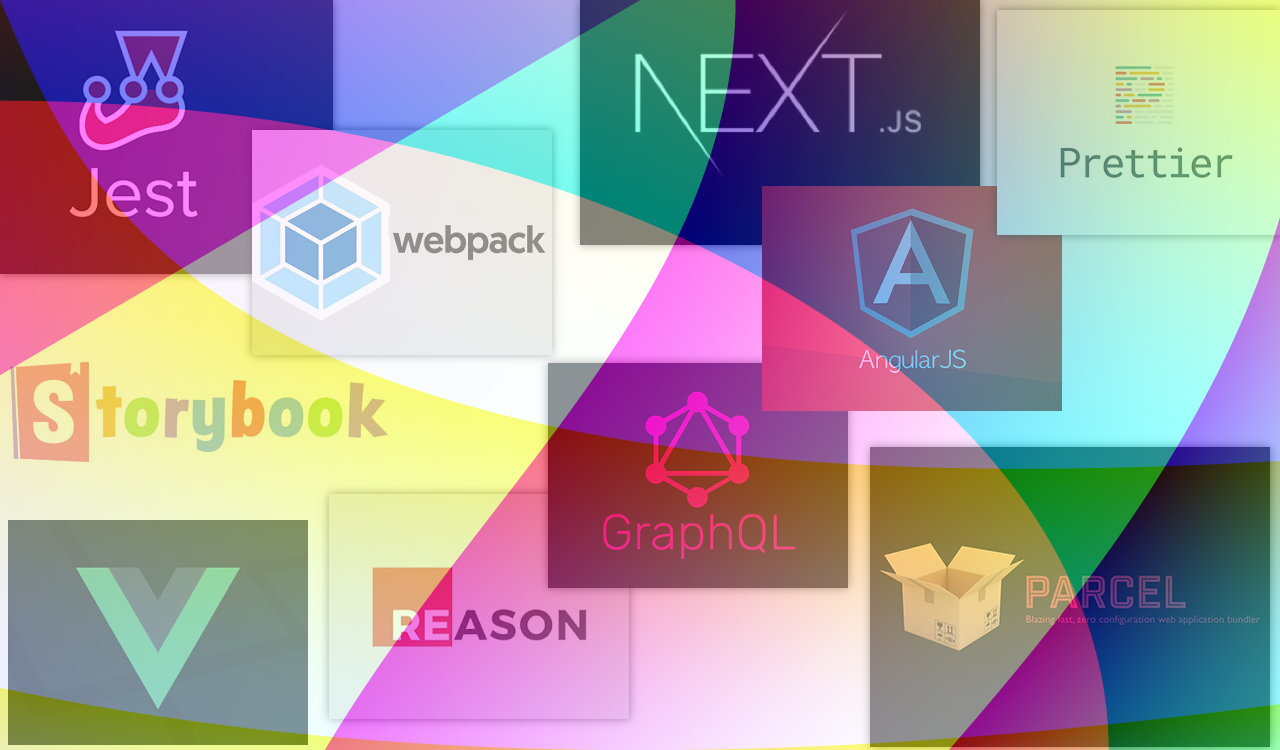 Jest
webpack
NEXT.JS
Prettier
AngularJS
Storybook
GraphQL
REASON
PARCEL
Blazing fast, zero configuration web application bundler